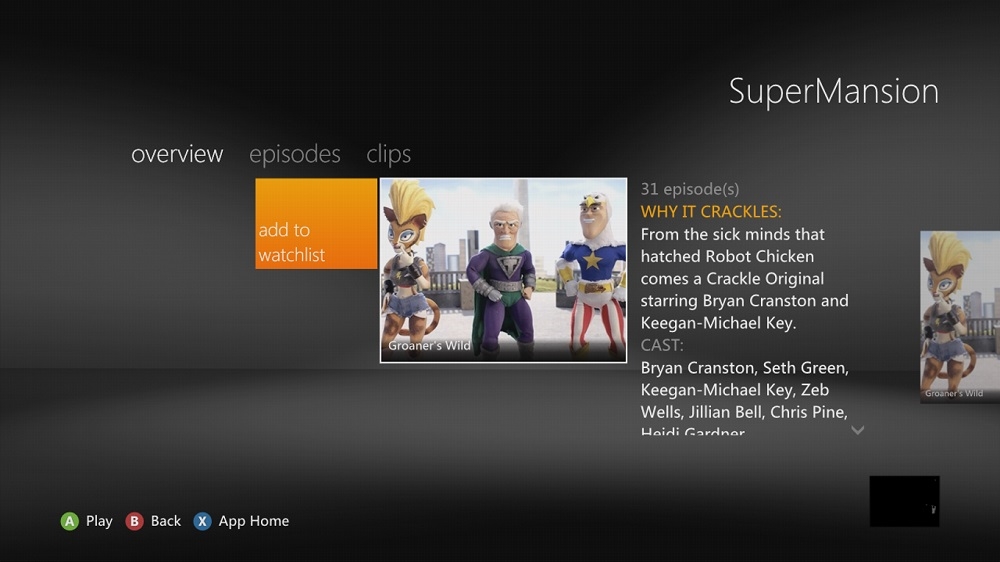 SuperMansion
overview episodes clips
add to
watchlist
Groaner's Wild
31 episode(s)
WHY IT CRACKLES:
From the sick minds that
hatched Robot Chicken
comes a Crackle Original
starring Bryan Cranston and
Keegan-Michael Key.
CAST:
Bryan Cranston, Seth Green,
Keegan-Michael Key, Zeb
Wells, Jillian Bell, Chris Pine,
Heidi Gardner
Groaner's Wild
A Play B Back X App Home